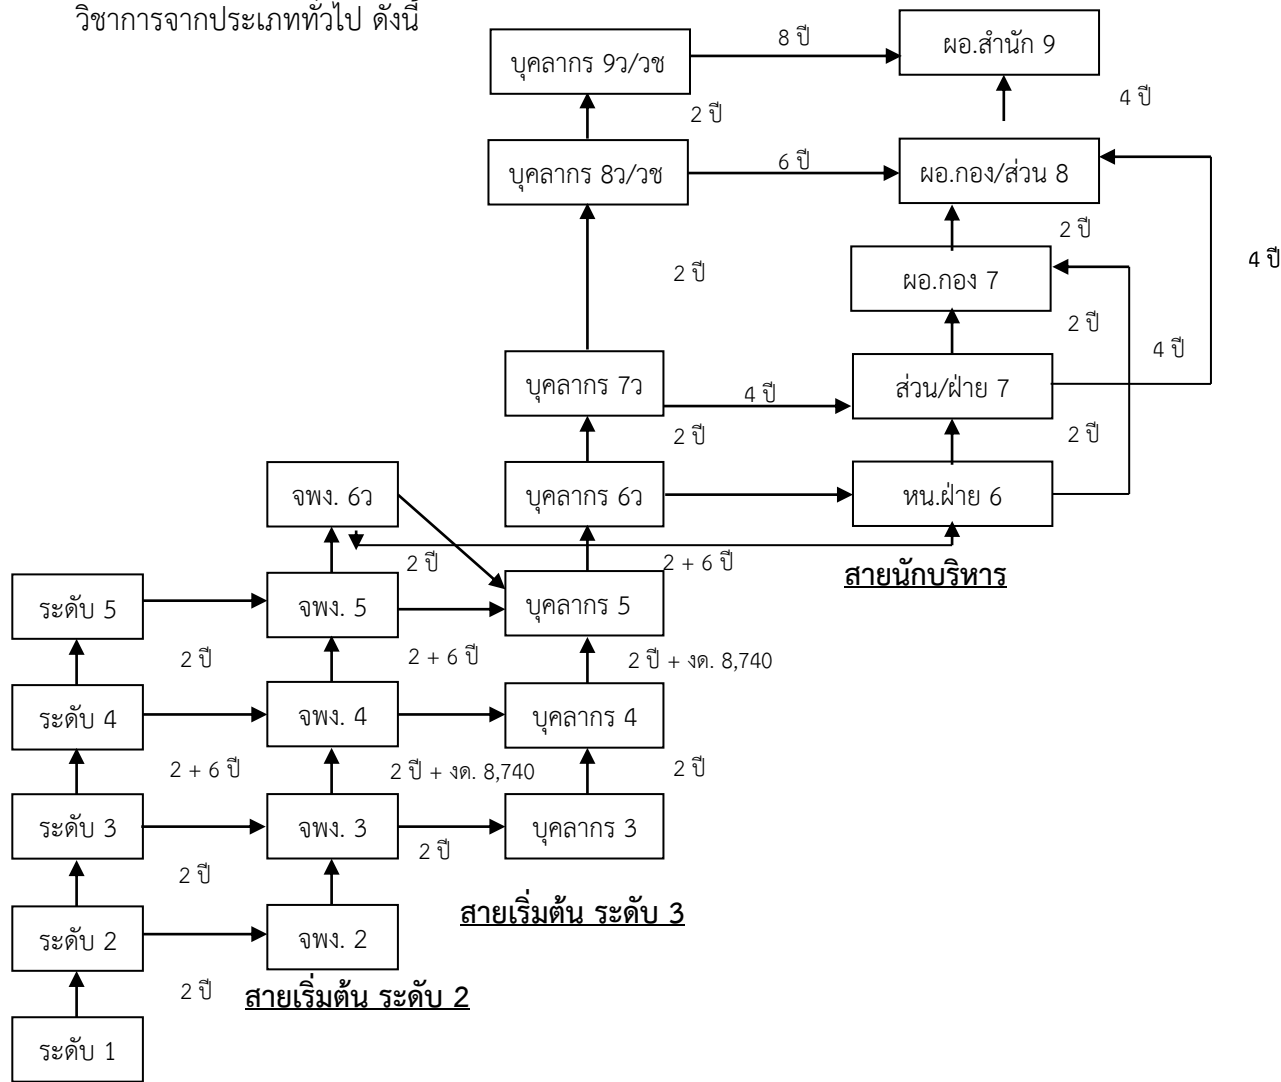 วิชาการจากประเภททั่วไป ดังนี้
8 ปี
ผอ.สำนัก 9
บุคลากร 9ว/วช
4 ปี
2 ปี
6 ปี
บุคลากร 8ว/วช
ผอ.กอง/ส่วน 8
2 ปี
4 ปี
2 ปี
ผอ.กอง 7
2 ปี
4 ปี
บุคลากร 7ว
4 ปี
ส่วน/ฝ่าย 7
2 ปี
2 ปี
จพง. 6ว
บุคลากร 6ว
หน.ฝ่าย 6
2 ปี
2 + 6 ปี
สายนักบริหาร
ระดับ 5
จพง. 5
บุคลากร 5
2 ปี
2 + 6 ปี
2 ปี + งด. 8,740
ระดับ 4
จพง. 4
บุคลากร 4
2 + 6 ปี
2 ปี + งด. 8,740
2 ปี
ระดับ 3
จพง. 3
บุคลากร 3
2 ปี
2 ปี
สายเริ่มต้น ระดับ 3
ระดับ 2
จพง. 2
2 ปี
สายเริ่มต้น ระดับ 2
ระดับ 1